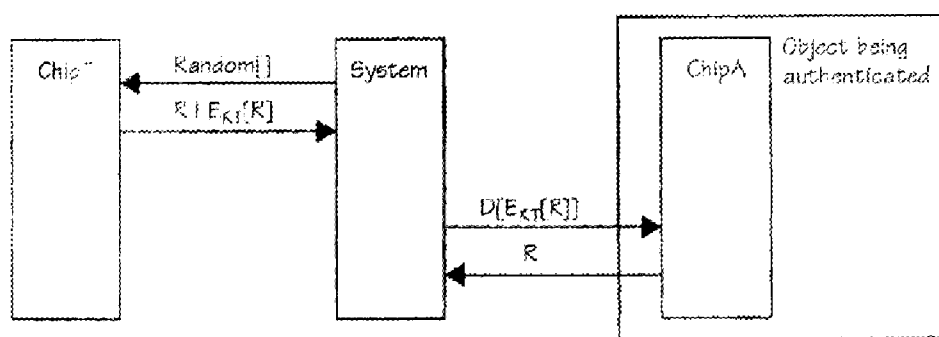 Chip
Random[]
R | E_KT[R]
System
D[E_KT[R]]
R
ChipA
Object being
authenticated